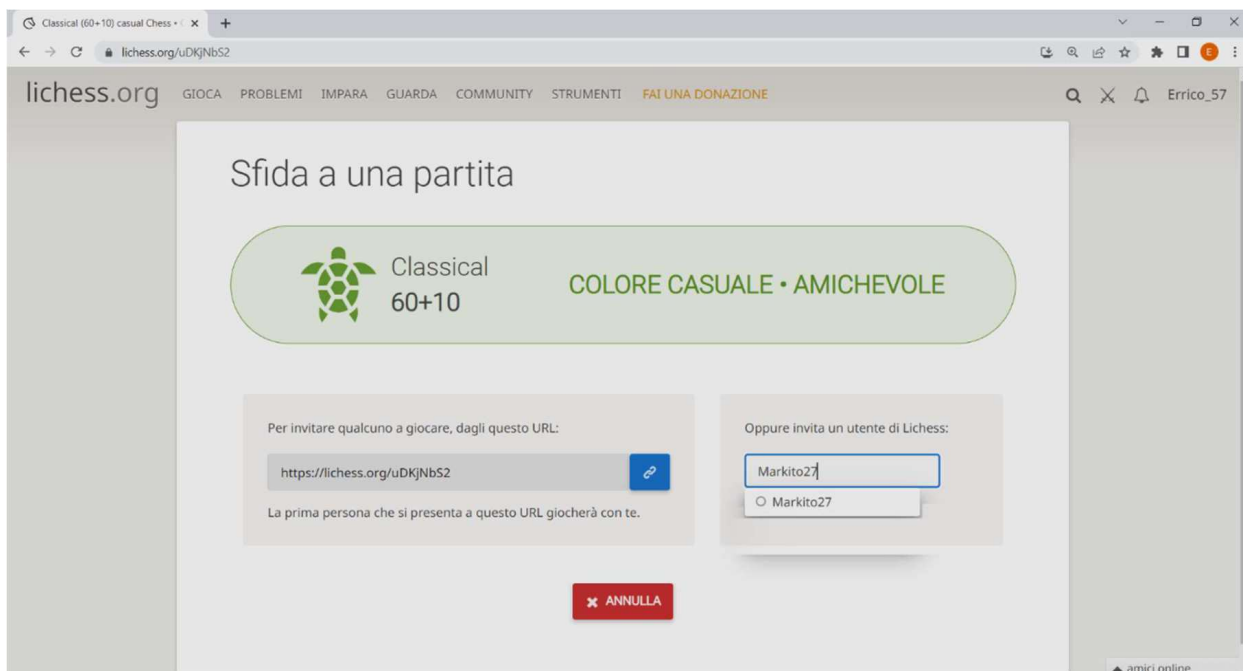 Classical (60+10) casual Chess •
lichess.org/uDKjNbS2
E
lichess.org GIOCA PROBLEMI IMPARA GUARDA COMMUNITY STRUMENTI FAI UNA DONAZIONE Errico_57
Sfida a una partita
Classical
60+10
COLORE CASUALE • AMICHEVOLE
Per invitare qualcuno a giocare, dagli questo URL:
https://lichess.org/uDKjNbS2
La prima persona che si presenta a questo URL giocherà con te.
Oppure invita un utente di Lichess:
Markito27
Markito27
ANNULLA
amici online